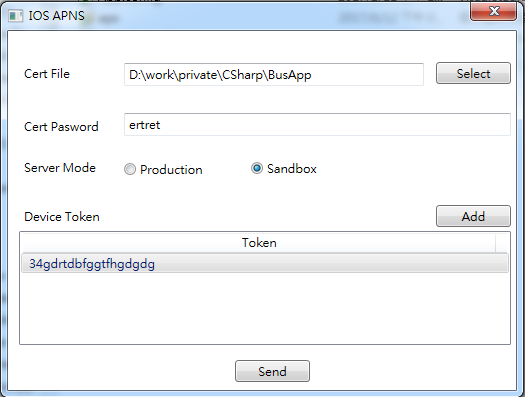 IOS APNS
Cert File
D:\work\private\CSharp\BusApp
Select
Cert Pasword
ertret
Server Mode
Production
Sandbox
Device Token
Add
Token
34gdrtdbfggtfhgdgdg
Send